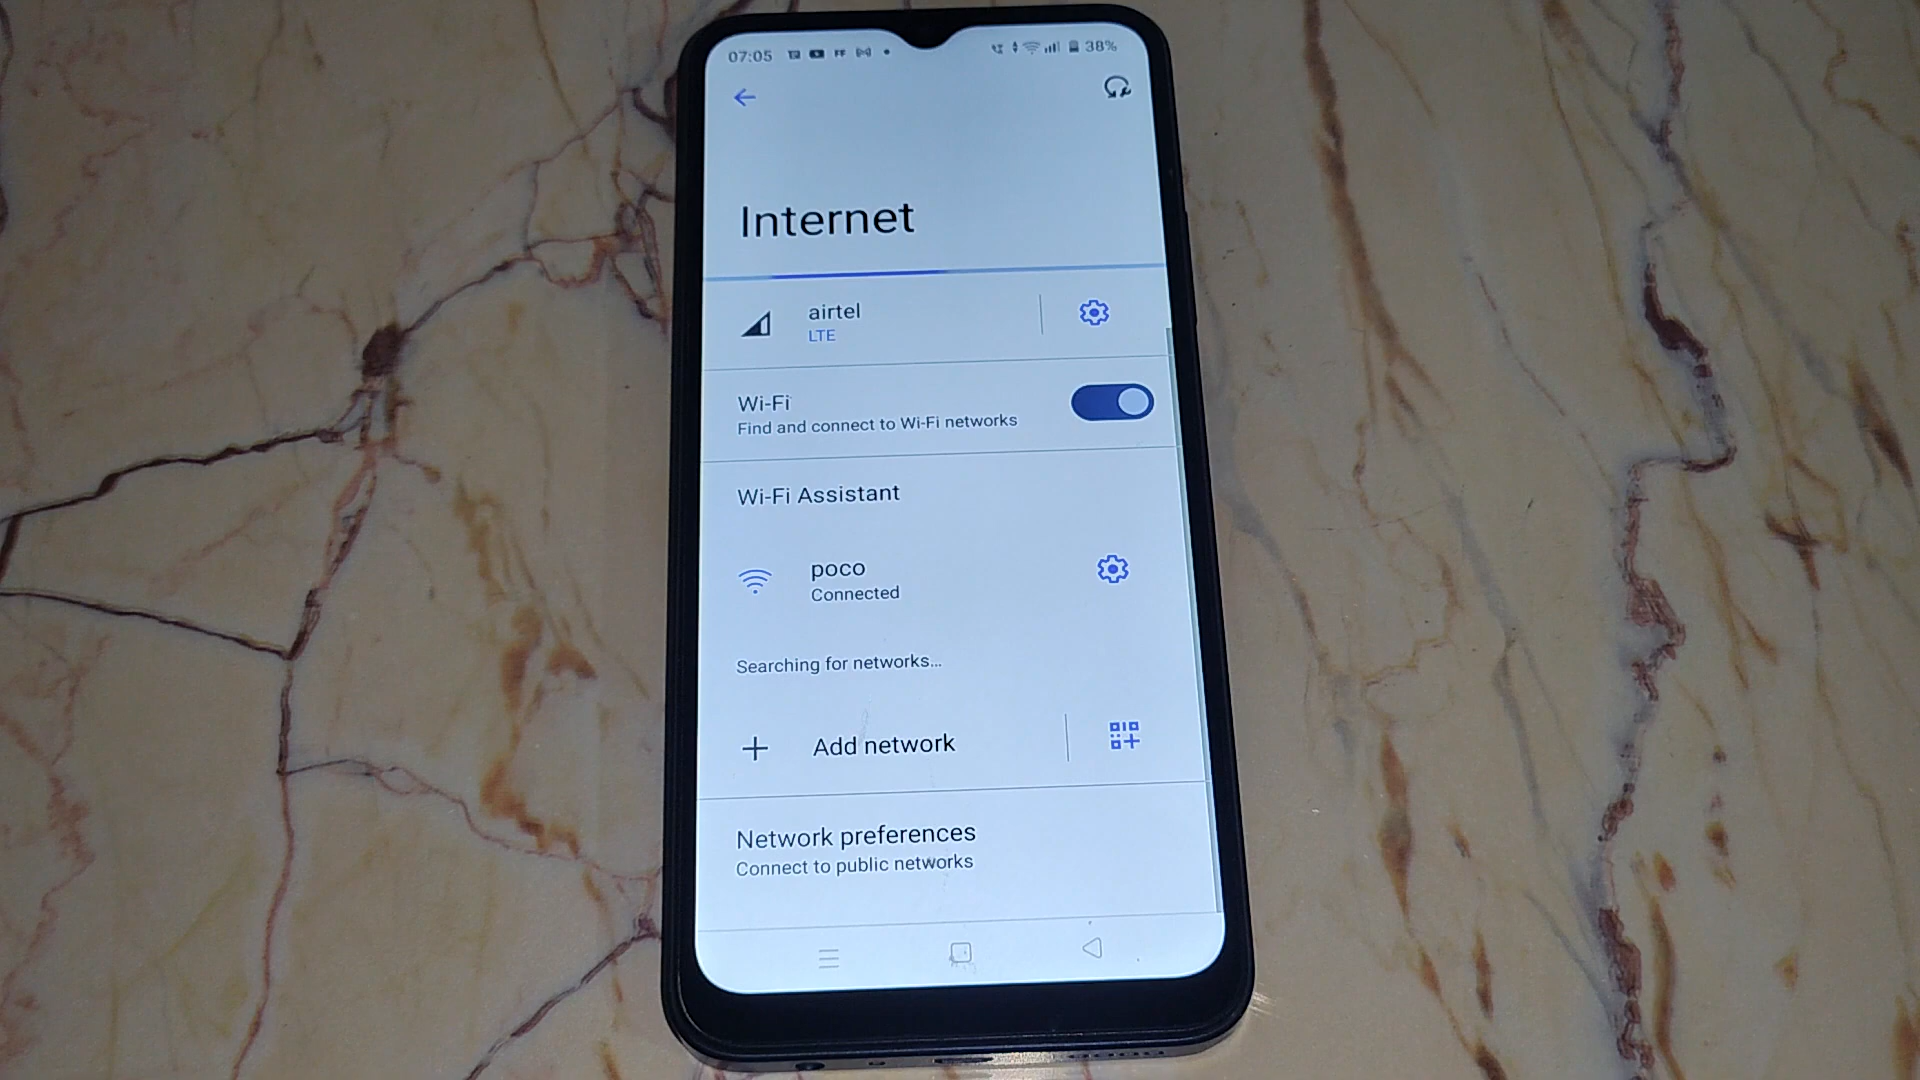 07:05 FF 38%
Internet
airtel
LTE
Wi-Fi
Find and connect to Wi-Fi networks
Wi-Fi Assistant
poco
Connected
Searching for networks...
Add network
Network preferences
Connect to public networks